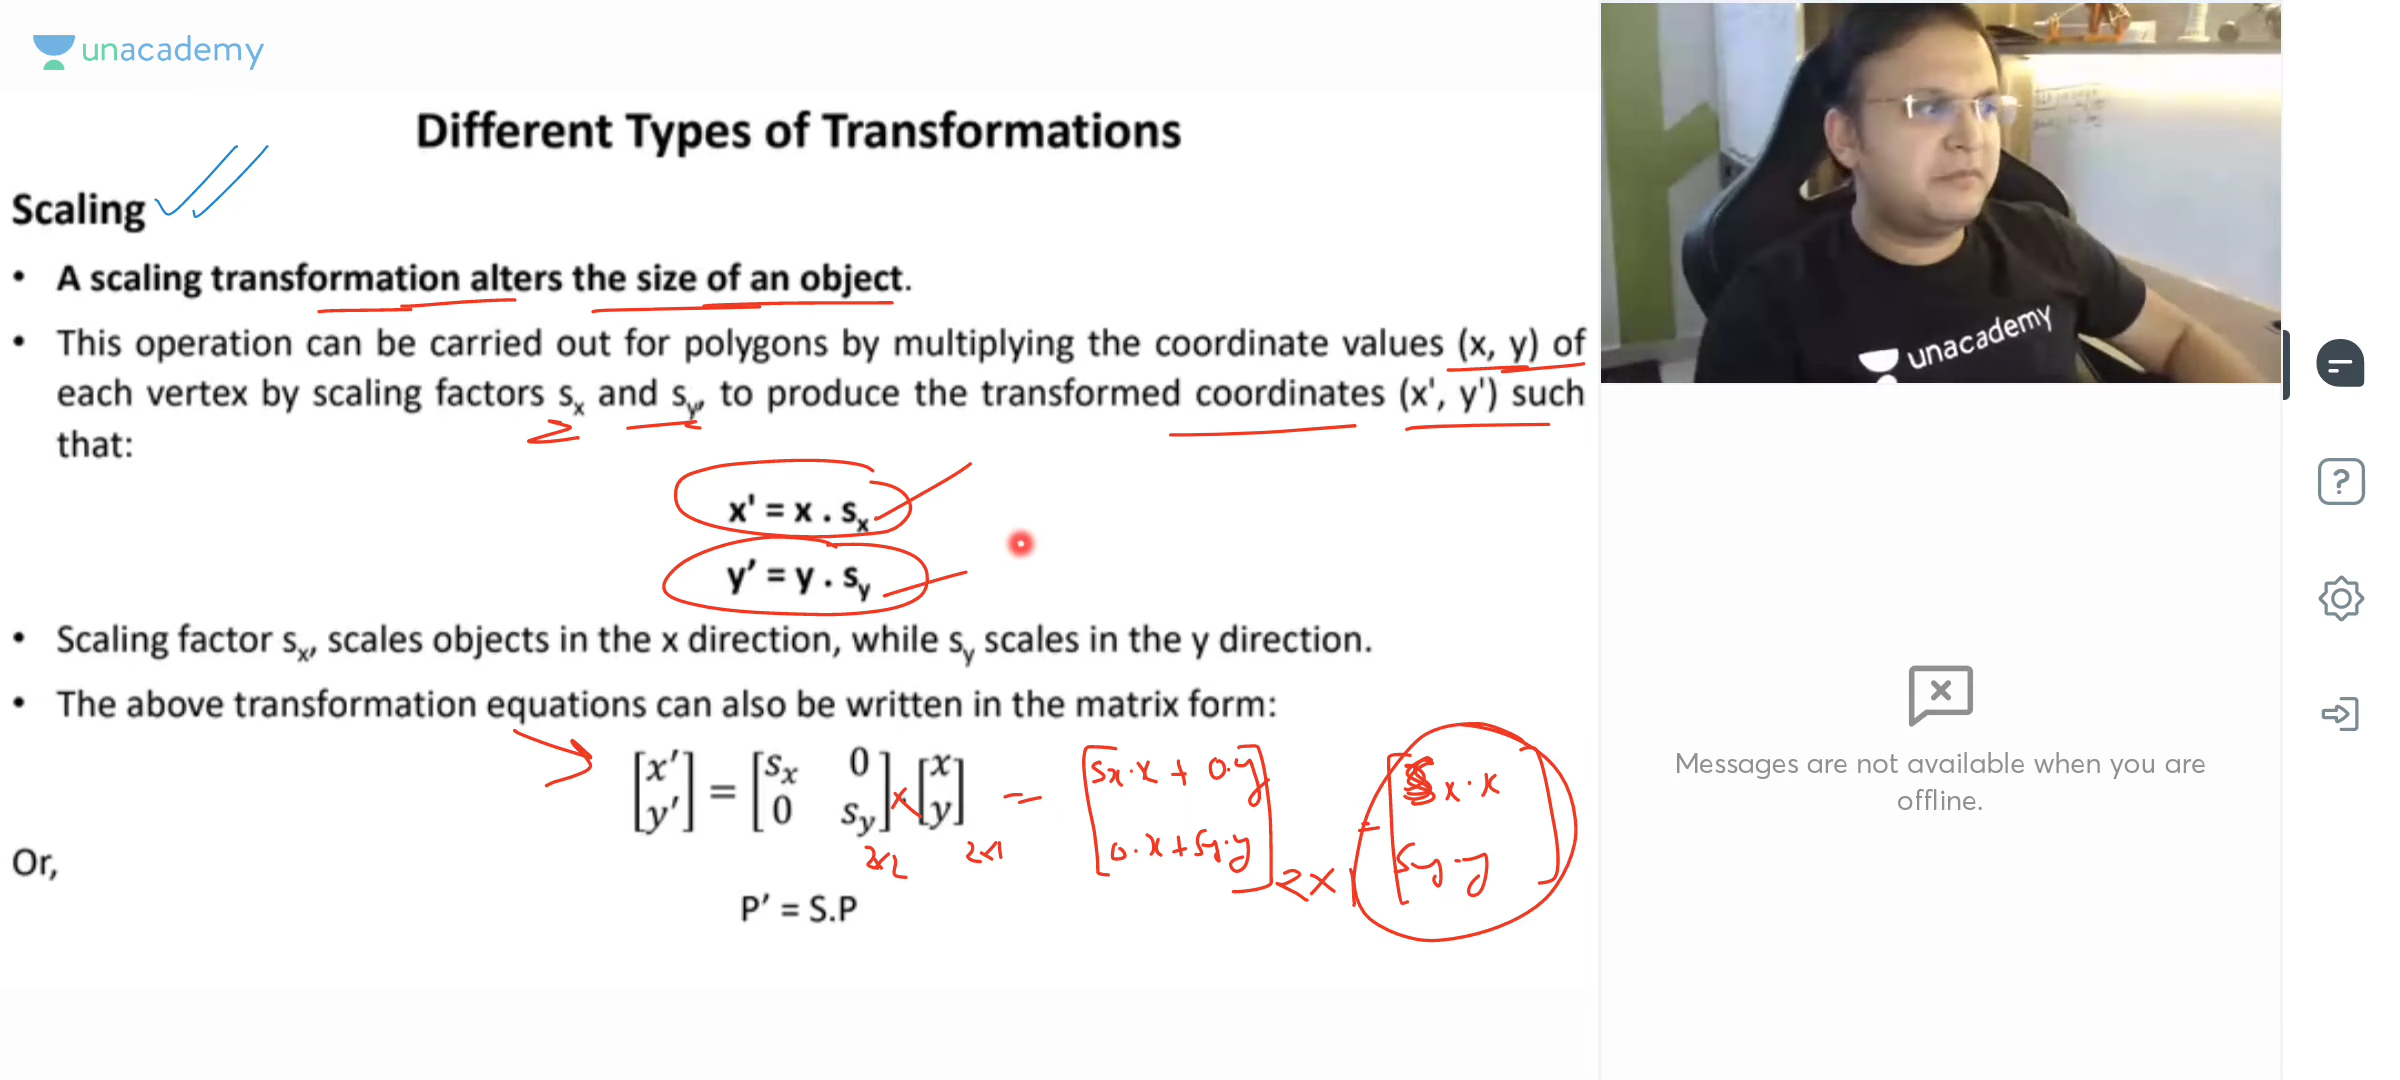 unacademy
Different Types of Transformations
Scaling
• A scaling transformation alters the size of an object.
• This operation can be carried out for polygons by multiplying the coordinate values (x, y) of
each vertex by scaling factors sx and sy, to produce the transformed coordinates (x', y') such
that:
x' = x . sx
y' = y . sy
• Scaling factor sx, scales objects in the x direction, while sy scales in the y direction.
• The above transformation equations can also be written in the matrix form:
[x'] = [sx 0] × [x] = [sx·x + 0·y] = [sx·x]
[y'] [0 sy] [y] [0·x + sy·y] [sy·y]
2×2 2×1 2×1
Or,
P' = S.P
unacademy
?
Messages are not available when you are
offline.